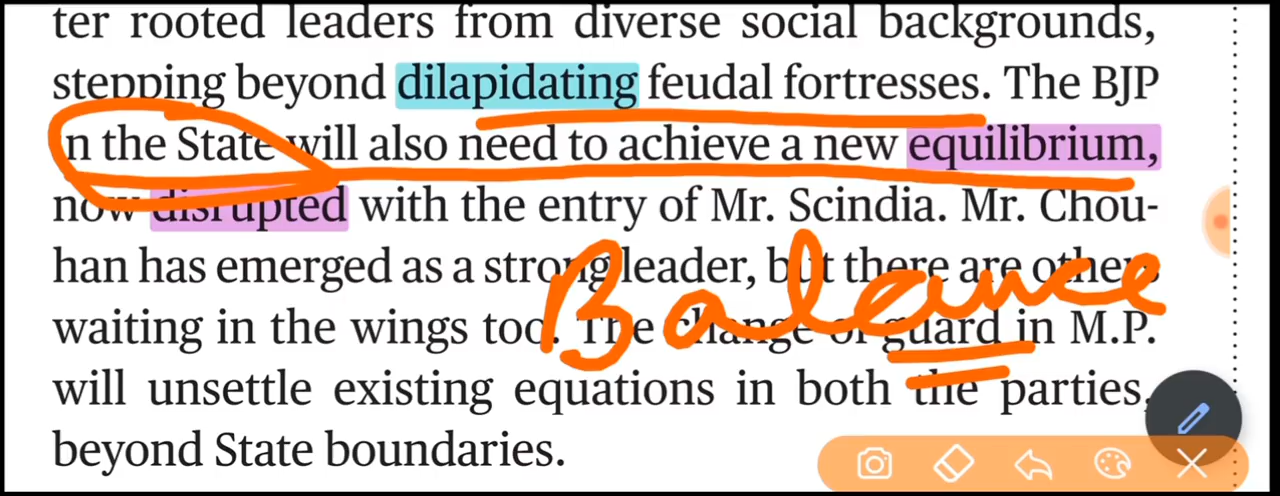 ter rooted leaders from diverse social backgrounds,
stepping beyond dilapidating feudal fortresses. The BJP
n the State will also need to achieve a new equilibrium,
now disrupted with the entry of Mr. Scindia. Mr. Chou-
han has emerged as a strong leader, but there are others
waiting in the wings too. The change of guard in M.P.
Balance
will unsettle existing equations in both the parties,
beyond State boundaries.